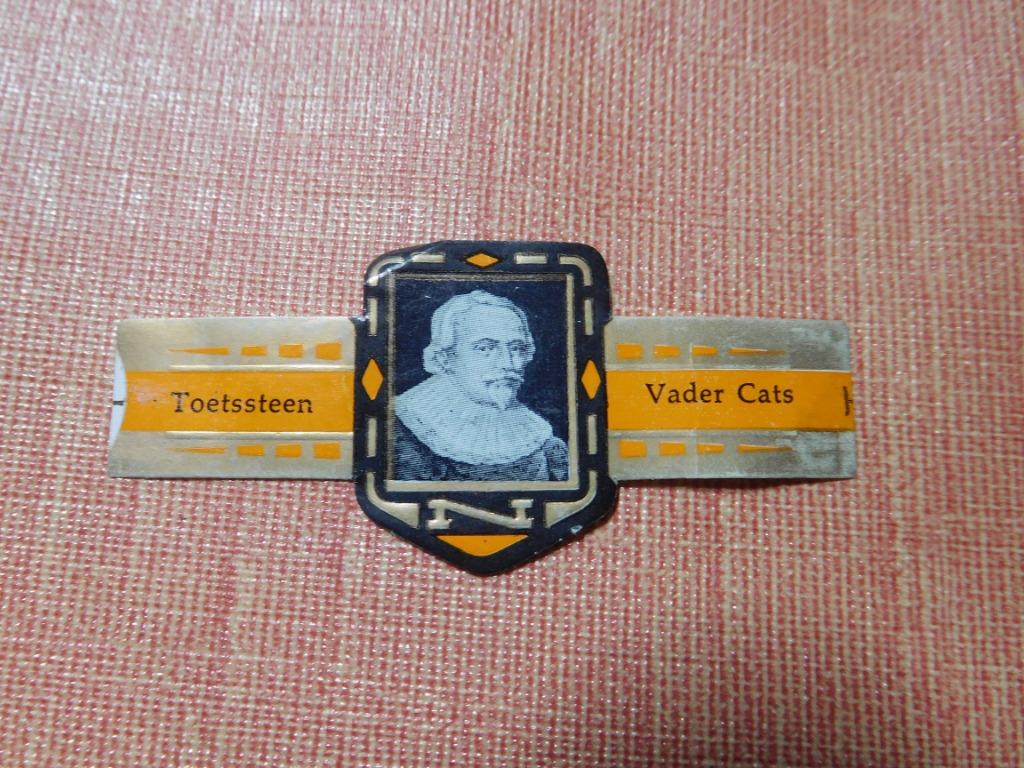 Toetssteen
Vader Cats
N